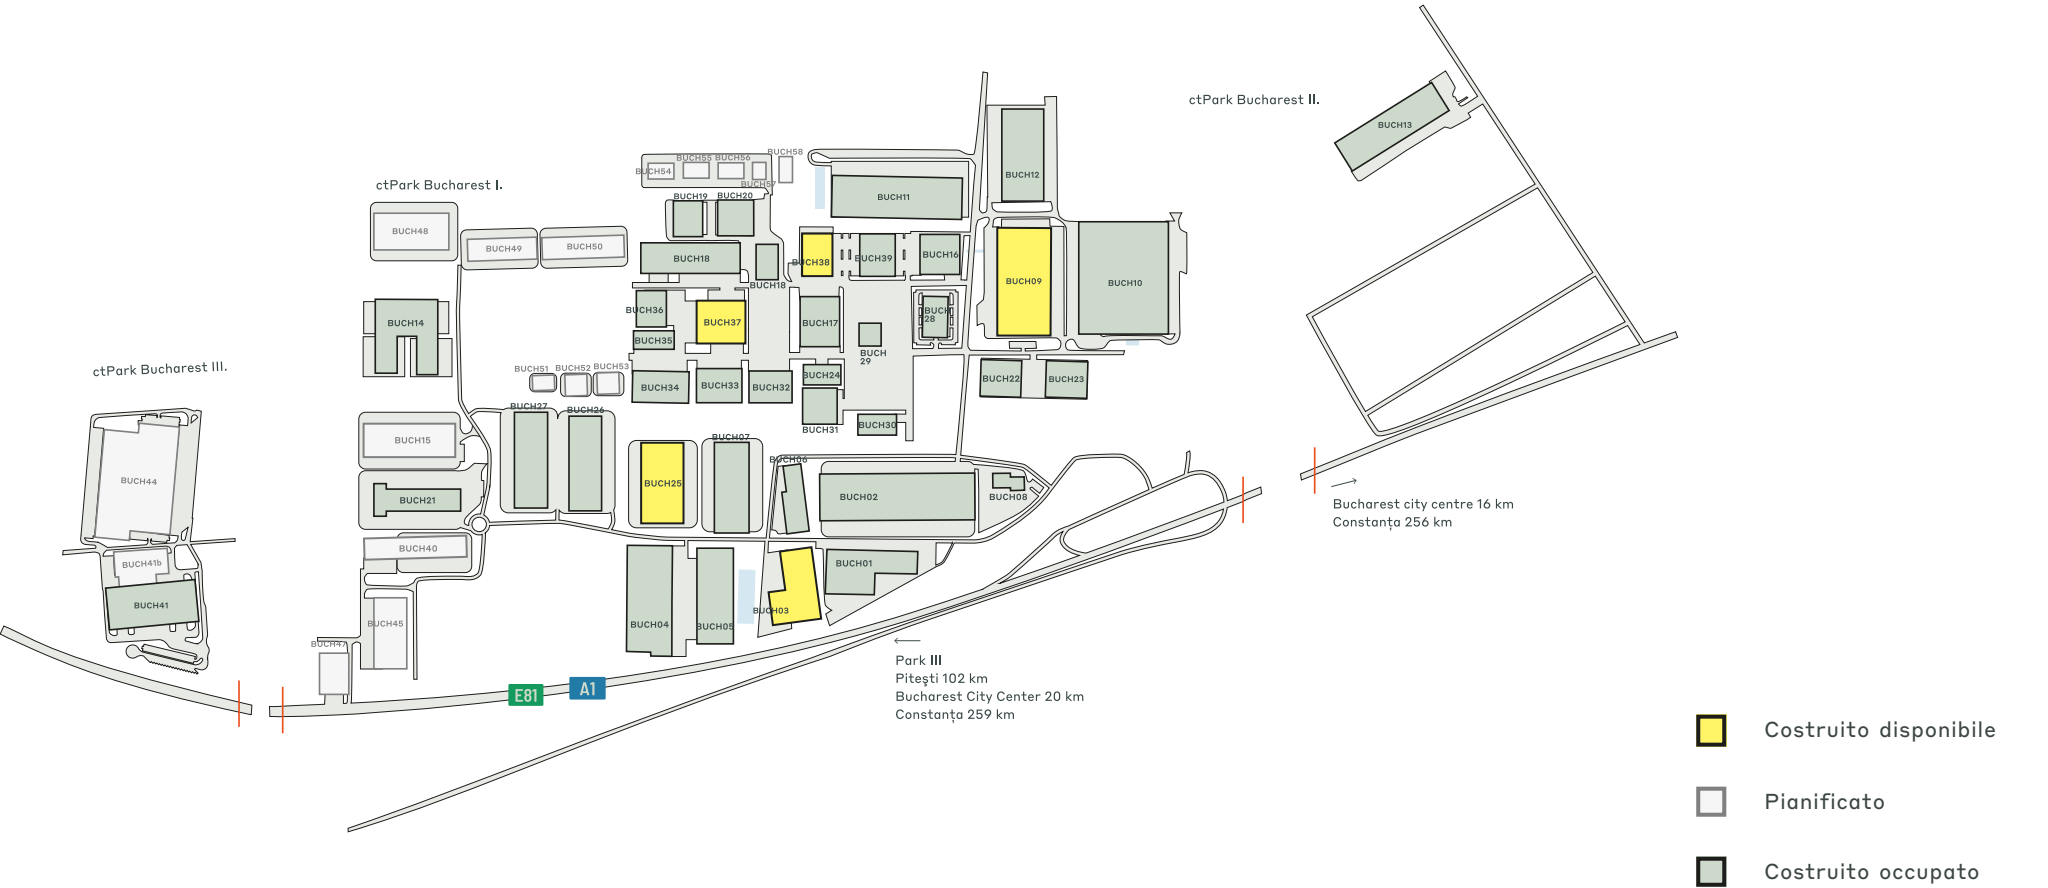 ctPark Bucharest II.
BUCH13
BUCH58
BUCH55
BUCH56
BUCH54
BUCH57
BUCH12
ctPark Bucharest I.
BUCH19
BUCH20
BUCH11
BUCH48
BUCH49
BUCH50
BUCH18
BUCH38
BUCH39
BUCH16
BUCH18
BUCH09
BUCH10
BUCH36
BUCH37
BUCH17
BUCH
28
BUCH14
BUCH35
BUCH
29
ctPark Bucharest III.
BUCH51
BUCH52
BUCH53
BUCH34
BUCH33
BUCH32
BUCH24
BUCH22
BUCH23
BUCH27
BUCH26
BUCH31
BUCH30
BUCH15
BUCH07
BUCH06
BUCH44
BUCH25
BUCH21
BUCH02
BUCH08
Bucharest city centre 16 km
Constanța 256 km
BUCH40
BUCH41b
BUCH01
BUCH41
BUCH03
BUCH45
BUCH04
BUCH05
BUCH47
E81
A1
Park III
Pitești 102 km
Bucharest City Center 20 km
Constanța 259 km
Costruito disponibile
Pianificato
Costruito occupato